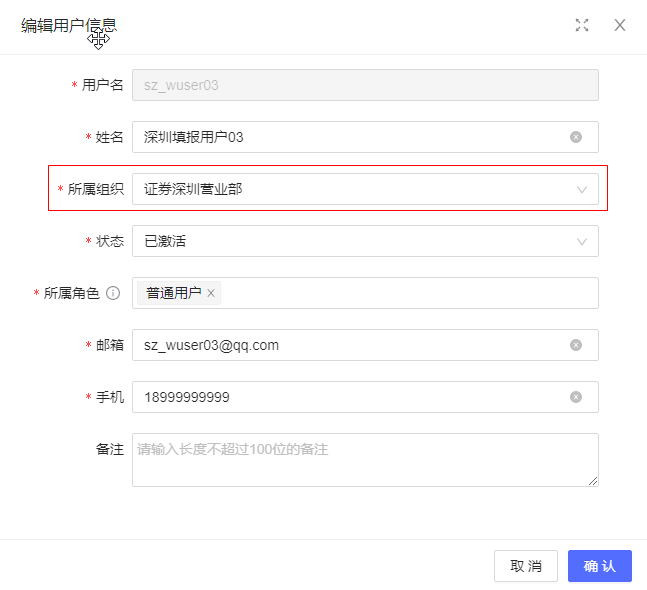 编辑用户信息
* 用户名 sz_wuser03
* 姓名 深圳填报用户03
* 所属组织 证券深圳营业部
* 状态 已激活
* 所属角色 普通用户
* 邮箱 sz_wuser03@qq.com
* 手机 18999999999
备注 请输入长度不超过100位的备注
取 消 确 认